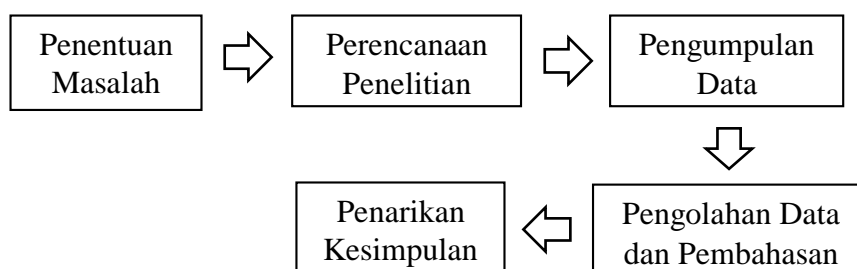 Penentuan
Masalah
Perencanaan
Penelitian
Pengumpulan
Data
Pengolahan Data
dan Pembahasan
Penarikan
Kesimpulan